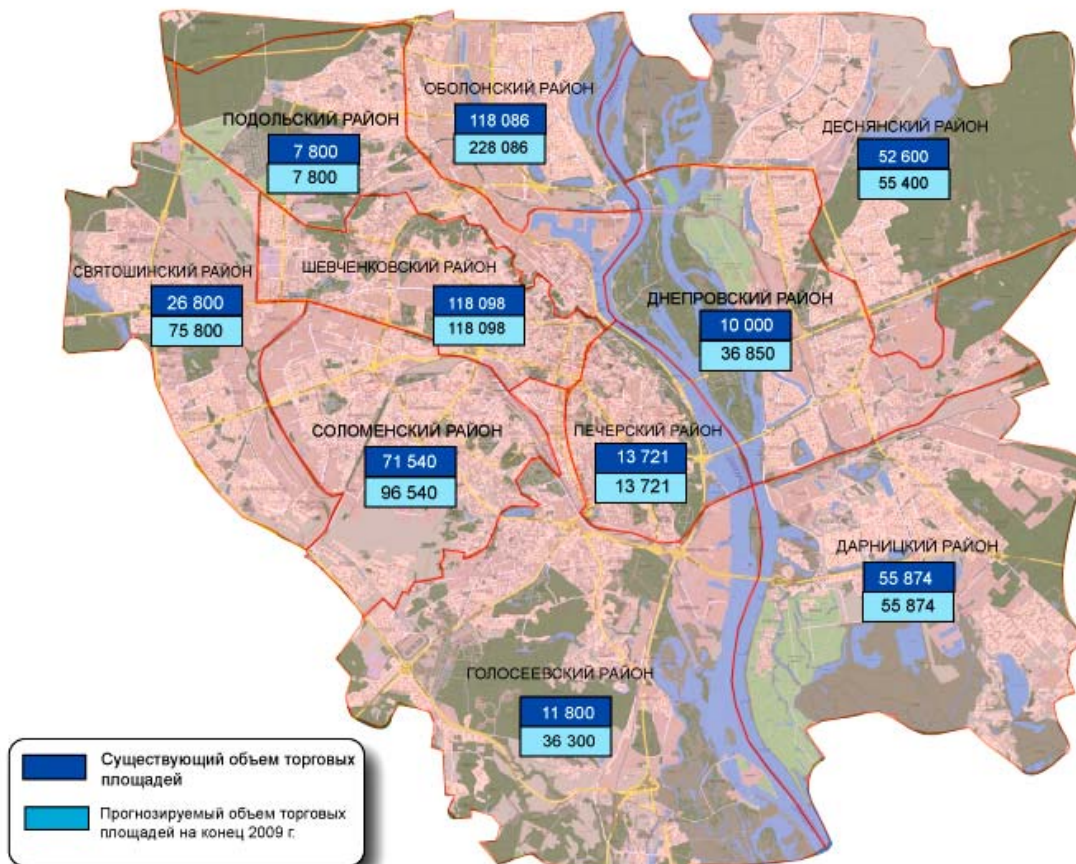 ОБОЛОНСКИЙ РАЙОН
118 086
228 086
ПОДОЛЬСКИЙ РАЙОН
7 800
7 800
ДЕСНЯНСКИЙ РАЙОН
52 600
55 400
СВЯТОШИНСКИЙ РАЙОН
26 800
75 800
ШЕВЧЕНКОВСКИЙ РАЙОН
118 098
118 098
ДНЕПРОВСКИЙ РАЙОН
10 000
36 850
СОЛОМЕНСКИЙ РАЙОН
71 540
96 540
ПЕЧЕРСКИЙ РАЙОН
13 721
13 721
ДАРНИЦКИЙ РАЙОН
55 874
55 874
ГОЛОСЕЕВСКИЙ РАЙОН
11 800
36 300
Существующий объем торговых
площадей
Прогнозируемый объем торговых
площадей на конец 2009 г.